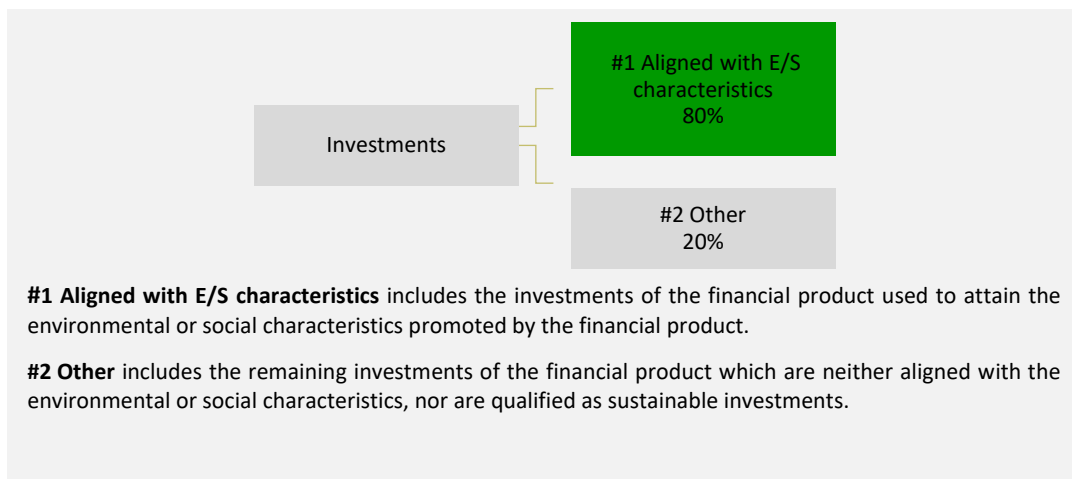 #1 Aligned with E/S
characteristics
80%
Investments
#2 Other
20%
#1 Aligned with E/S characteristics includes the investments of the financial product used to attain the
environmental or social characteristics promoted by the financial product.
#2 Other includes the remaining investments of the financial product which are neither aligned with the
environmental or social characteristics, nor are qualified as sustainable investments.